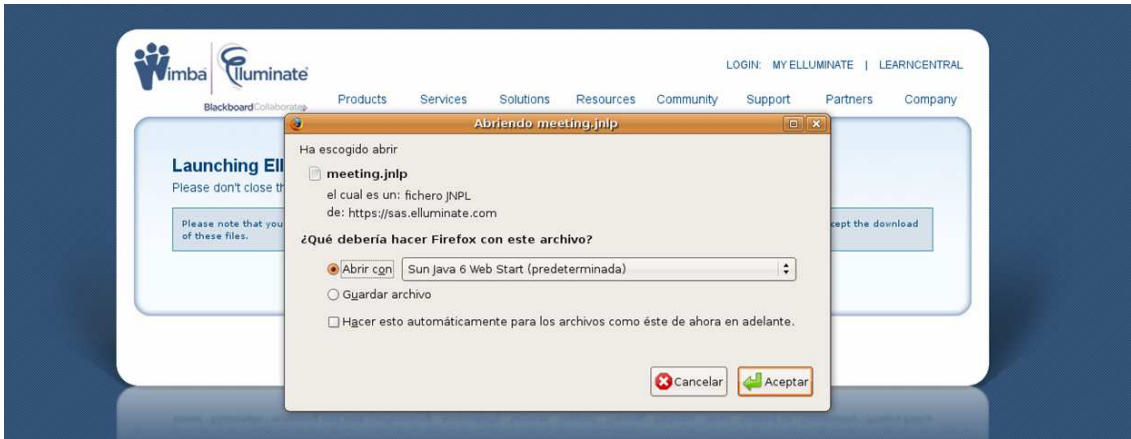 Wimba Elluminate
BlackboardCollaborate
LOGIN: MY ELLUMINATE | LEARNCENTRAL
Products Services Solutions Resources Community Support Partners Company
Abriendo meeting.jnlp
Ha escogido abrir
meeting.jnlp
el cual es un: fichero JNPL
de: https://sas.elluminate.com
¿Qué debería hacer Firefox con este archivo?
Abrir con Sun Java 6 Web Start (predeterminada)
Guardar archivo
Hacer esto automáticamente para los archivos como éste de ahora en adelante.
Cancelar Aceptar
Launching Ell
Please don't close th
Please note that you cept the download
of these files.